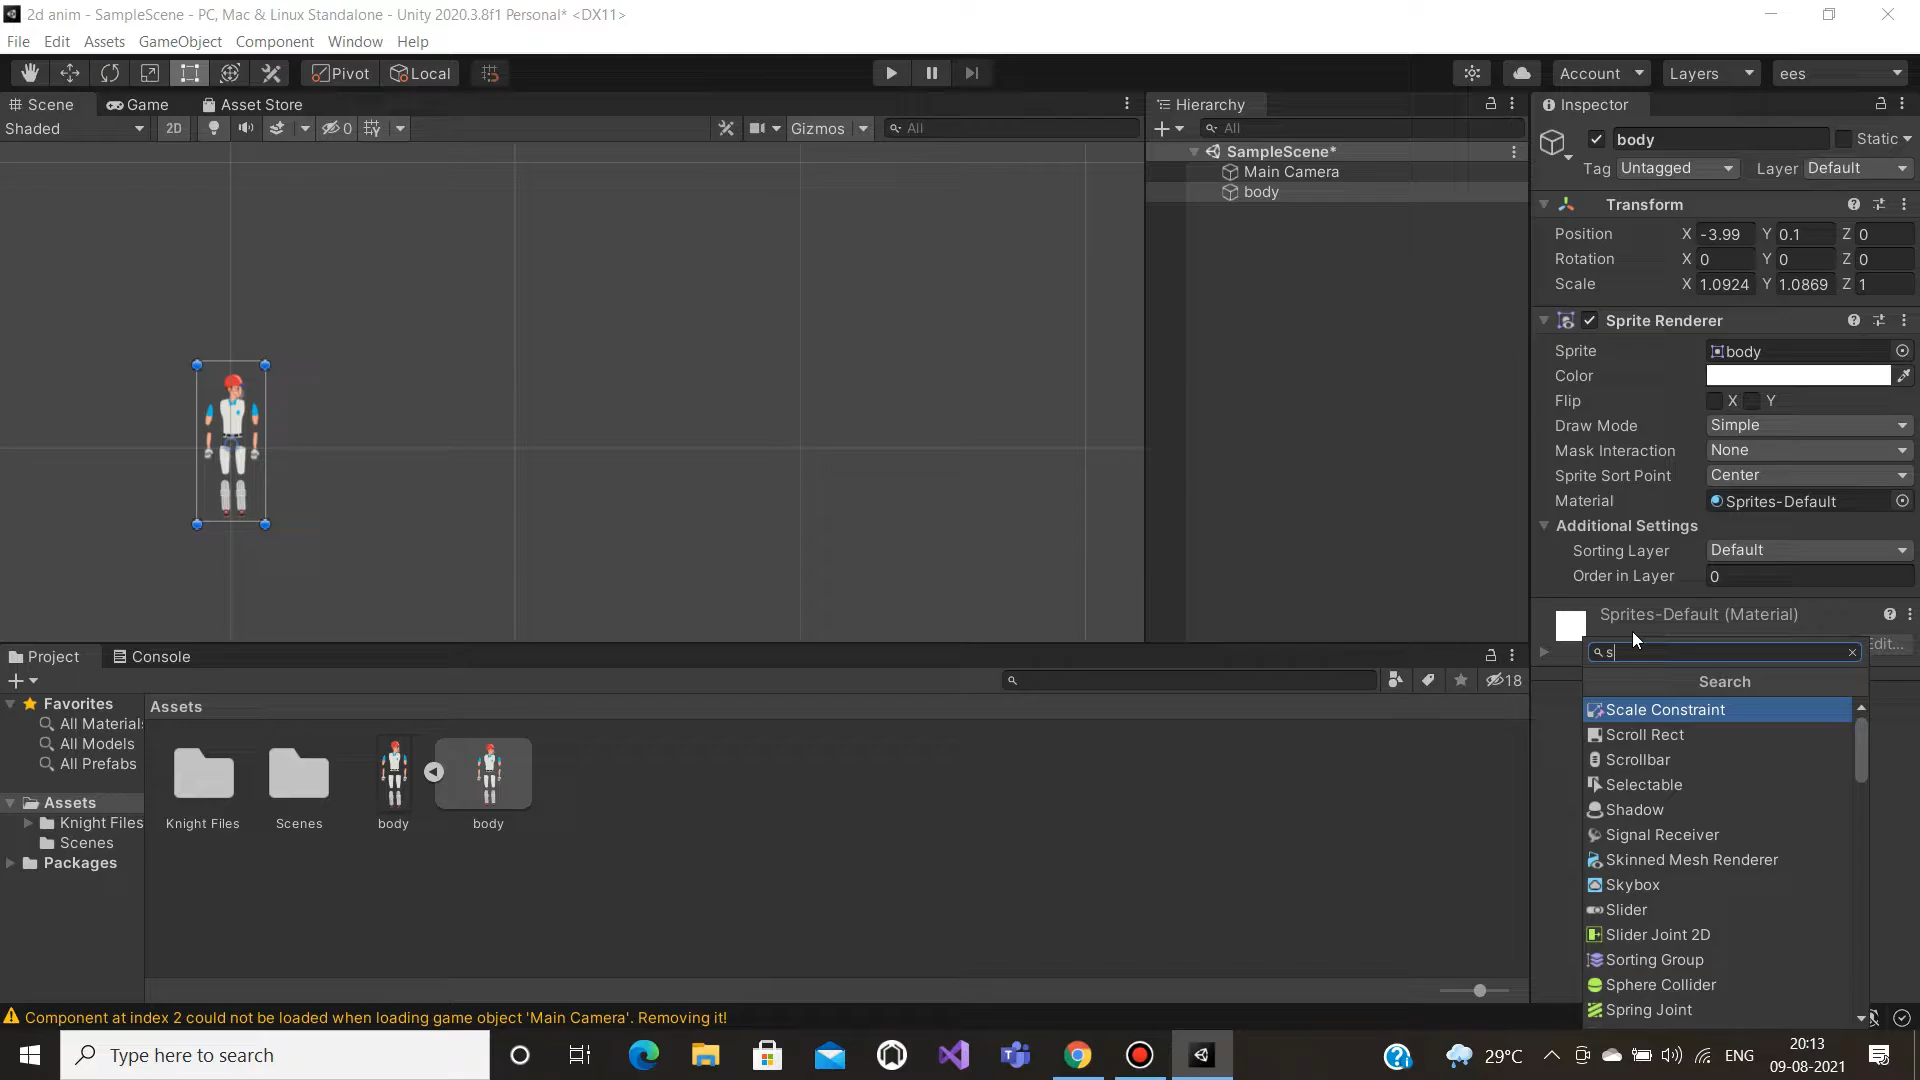 2d anim - SampleScene - PC, Mac & Linux Standalone - Unity 2020.3.8f1 Personal* <DX11>
File Edit Assets GameObject Component Window Help
Pivot Local Account Layers ees
Scene Game Asset Store
Shaded 2D 0 Gizmos All
Hierarchy
All
SampleScene*
Main Camera
body
Inspector
body Static
Tag Untagged Layer Default
Transform
Position X -3.99 Y 0.1 Z 0
Rotation X 0 Y 0 Z 0
Scale X 1.0924 Y 1.0869 Z 1
Sprite Renderer
Sprite body
Color
Flip X Y
Draw Mode Simple
Mask Interaction None
Sprite Sort Point Center
Material Sprites-Default
Additional Settings
Sorting Layer Default
Order in Layer 0
Sprites-Default (Material)
Edit...
s
Search
Scale Constraint
Scroll Rect
Scrollbar
Selectable
Shadow
Signal Receiver
Skinned Mesh Renderer
Skybox
Slider
Slider Joint 2D
Sorting Group
Sphere Collider
Spring Joint
Project Console
18
Favorites
All Materials
All Models
All Prefabs
Assets
Knight Files
Scenes
Packages
Assets
Knight Files Scenes body body
Component at index 2 could not be loaded when loading game object 'Main Camera'. Removing it!
Type here to search
29°C ENG
20:13
09-08-2021